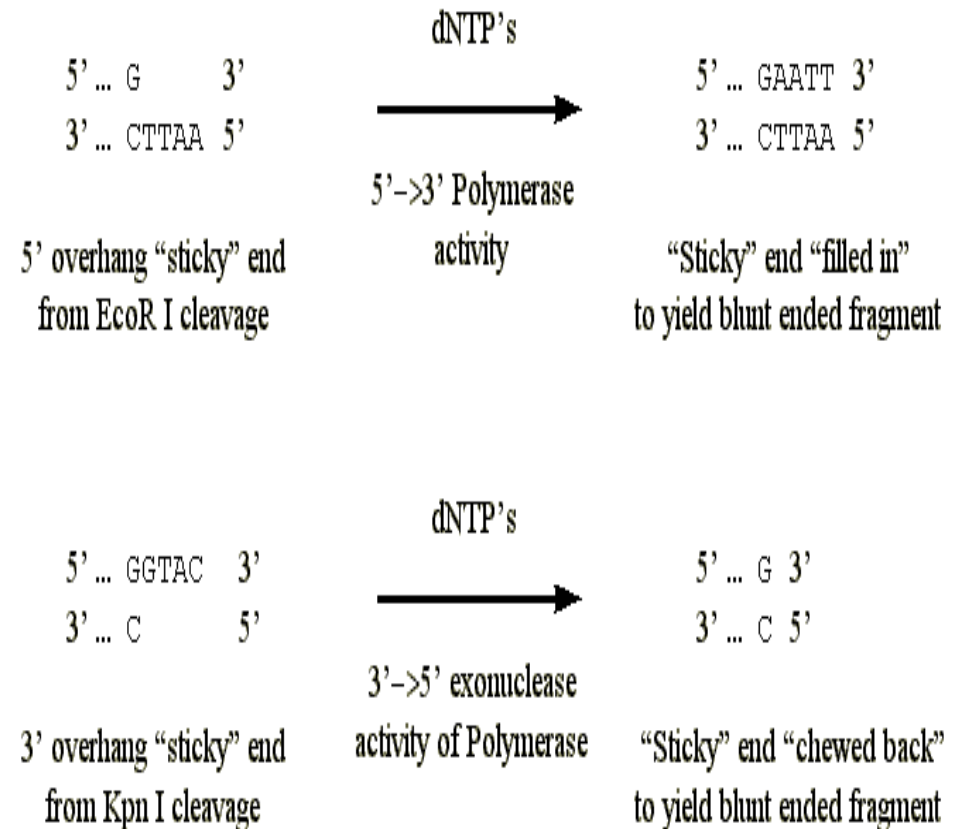 dNTP’s
5’ ... G 3’
3’ ... CTTAA 5’
5’–>3’ Polymerase
activity
5’ ... GAATT 3’
3’ ... CTTAA 5’
5’ overhang “sticky” end
from EcoR I cleavage
“Sticky” end “filled in”
to yield blunt ended fragment
dNTP’s
5’ ... GGTAC 3’
3’ ... C 5’
3’–>5’ exonuclease
activity of Polymerase
5’ ... G 3’
3’ ... C 5’
3’ overhang “sticky” end
from Kpn I cleavage
“Sticky” end “chewed back”
to yield blunt ended fragment